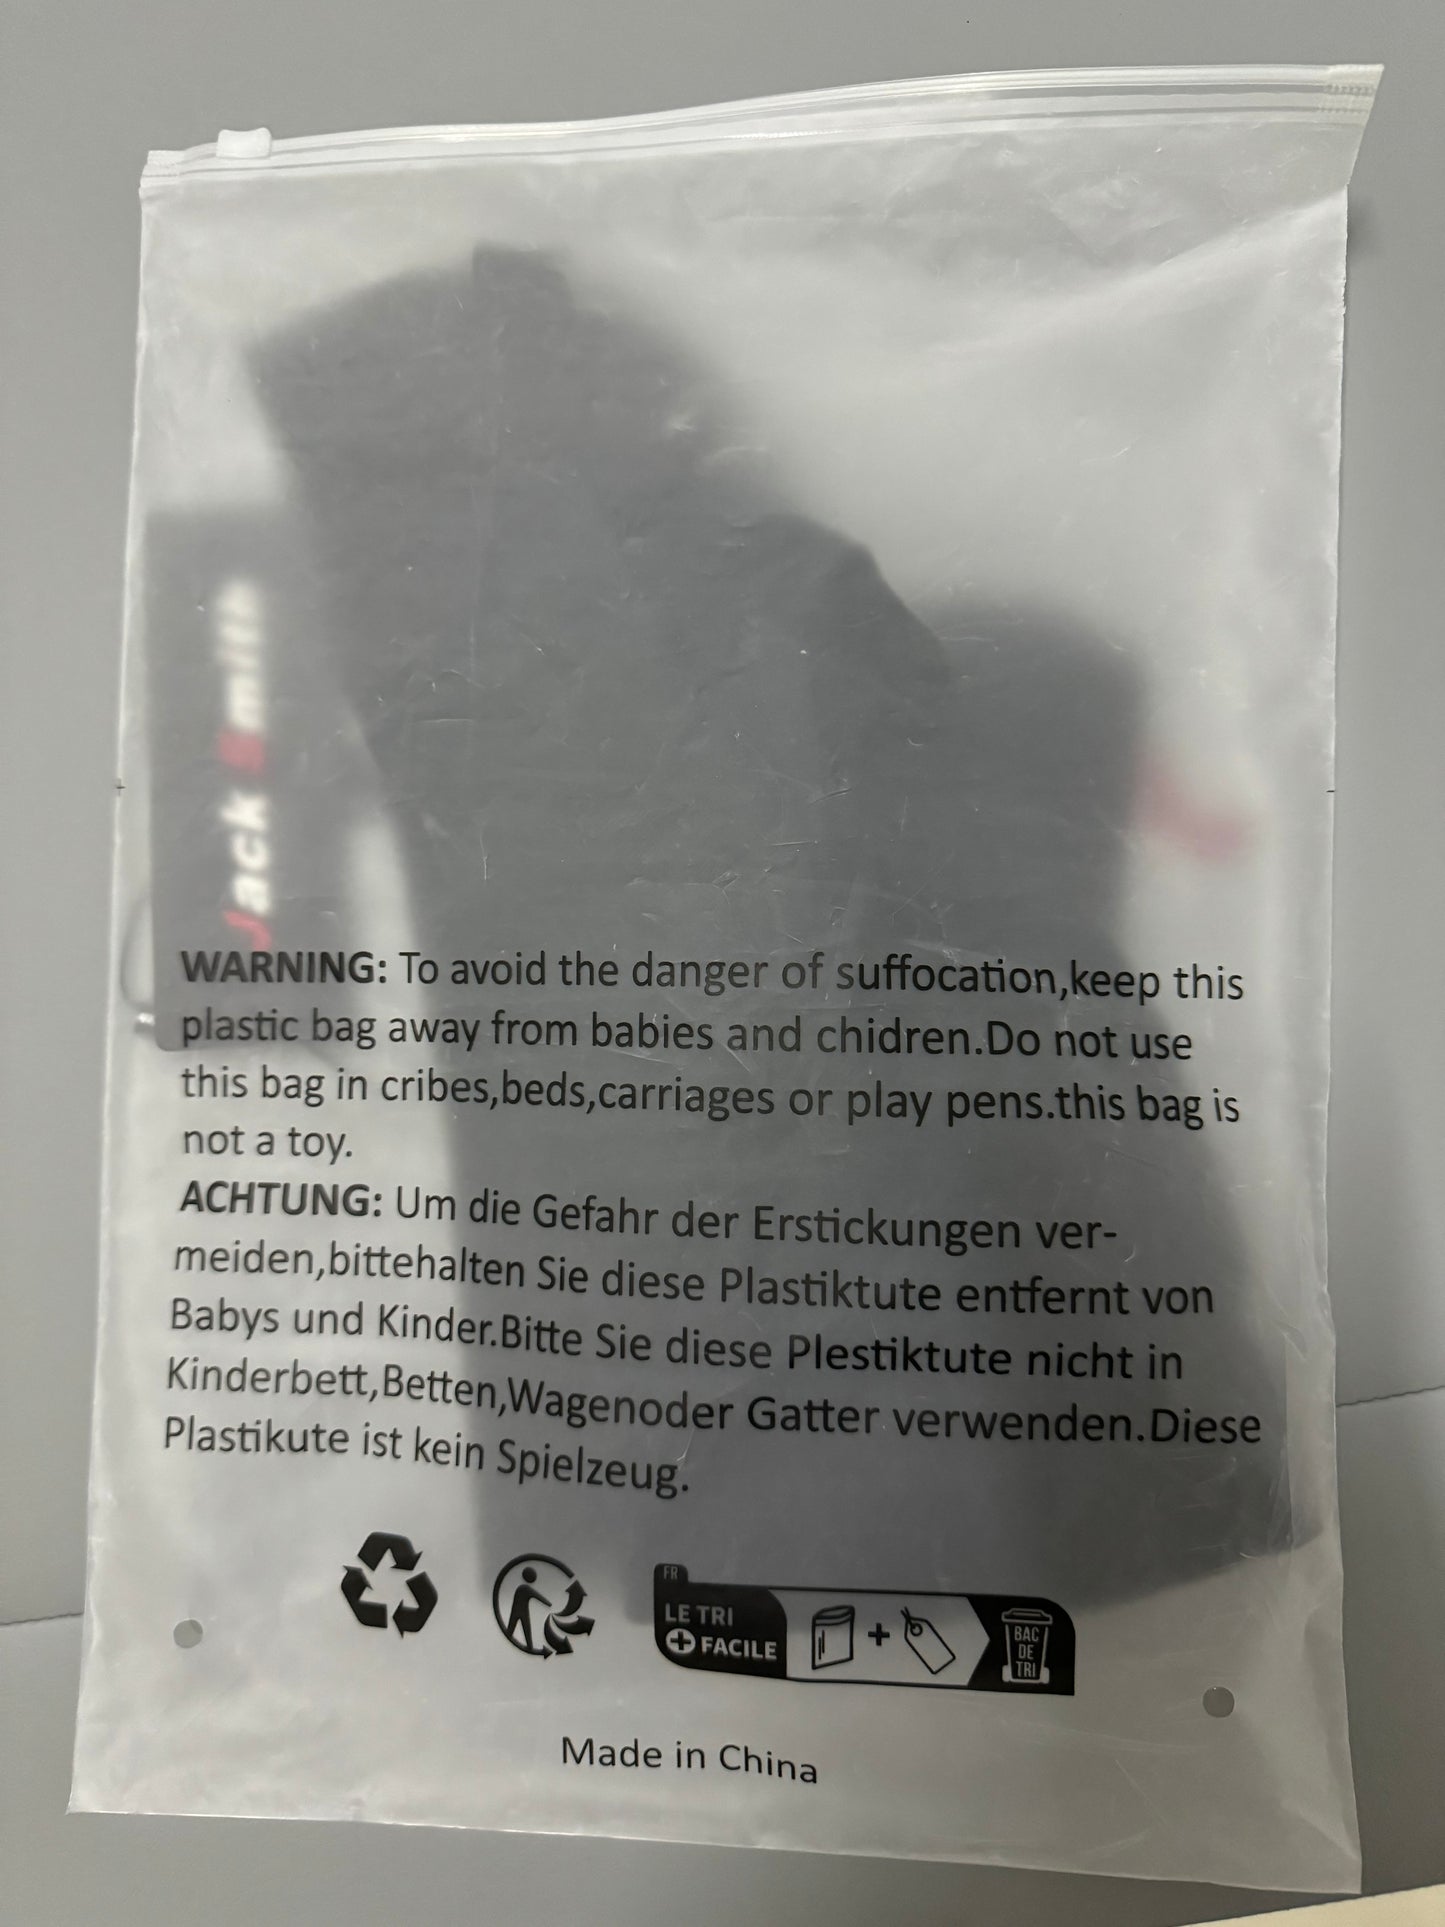 Jack Smith
WARNING: To avoid the danger of suffocation,keep this
plastic bag away from babies and chidren.Do not use
this bag in cribes,beds,carriages or play pens.this bag is
not a toy.
ACHTUNG: Um die Gefahr der Erstickungen ver-
meiden,bittehalten Sie diese Plastiktute entfernt von
Babys und Kinder.Bitte Sie diese Plestiktute nicht in
Kinderbett,Betten,Wagenoder Gatter verwenden.Diese
Plastikute ist kein Spielzeug.
FR
LE TRI
+ FACILE
+
BAC
DE
TRI
Made in China